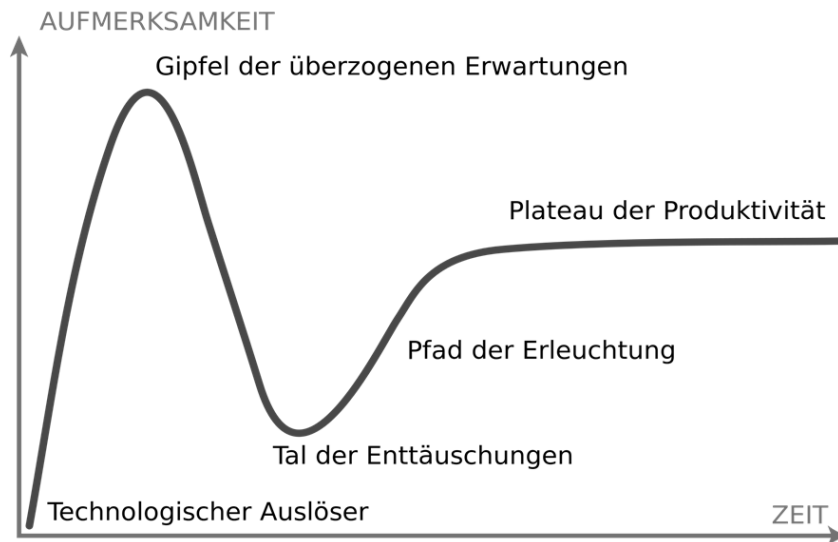 AUFMERKSAMKEIT
Gipfel der überzogenen Erwartungen
Plateau der Produktivität
Pfad der Erleuchtung
Tal der Enttäuschungen
Technologischer Auslöser
ZEIT